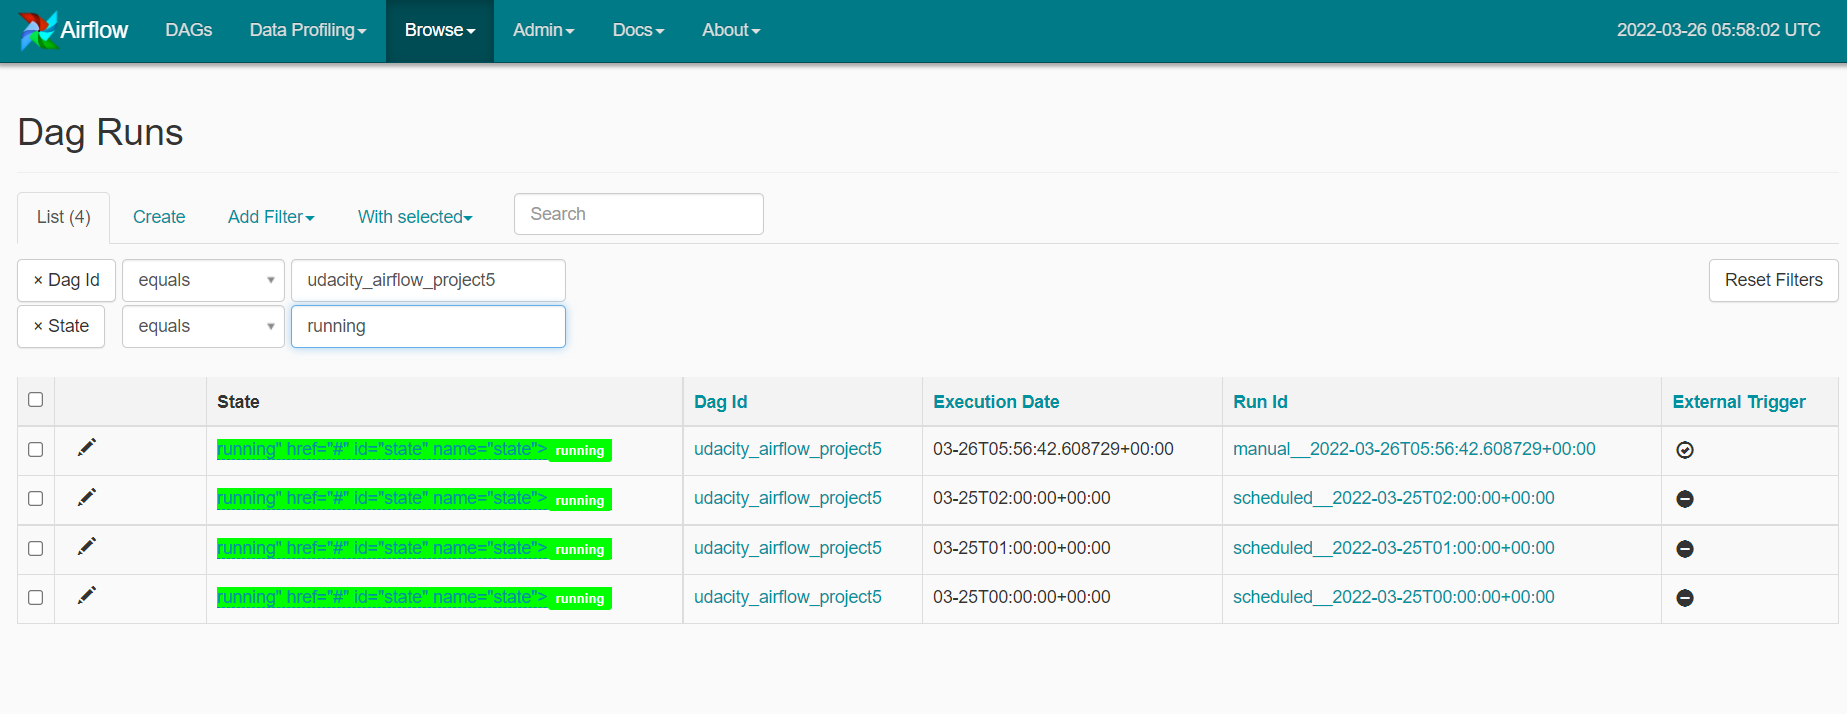 Airflow DAGs Data Profiling Browse Admin Docs About 2022-03-26 05:58:02 UTC
Dag Runs
List (4) Create Add Filter With selected Search
× Dag Id equals udacity_airflow_project5 Reset Filters
× State equals running
State Dag Id Execution Date Run Id External Trigger
running" href="#" id="state" name="state"> running udacity_airflow_project5 03-26T05:56:42.608729+00:00 manual__2022-03-26T05:56:42.608729+00:00
running" href="#" id="state" name="state"> running udacity_airflow_project5 03-25T02:00:00+00:00 scheduled__2022-03-25T02:00:00+00:00
running" href="#" id="state" name="state"> running udacity_airflow_project5 03-25T01:00:00+00:00 scheduled__2022-03-25T01:00:00+00:00
running" href="#" id="state" name="state"> running udacity_airflow_project5 03-25T00:00:00+00:00 scheduled__2022-03-25T00:00:00+00:00